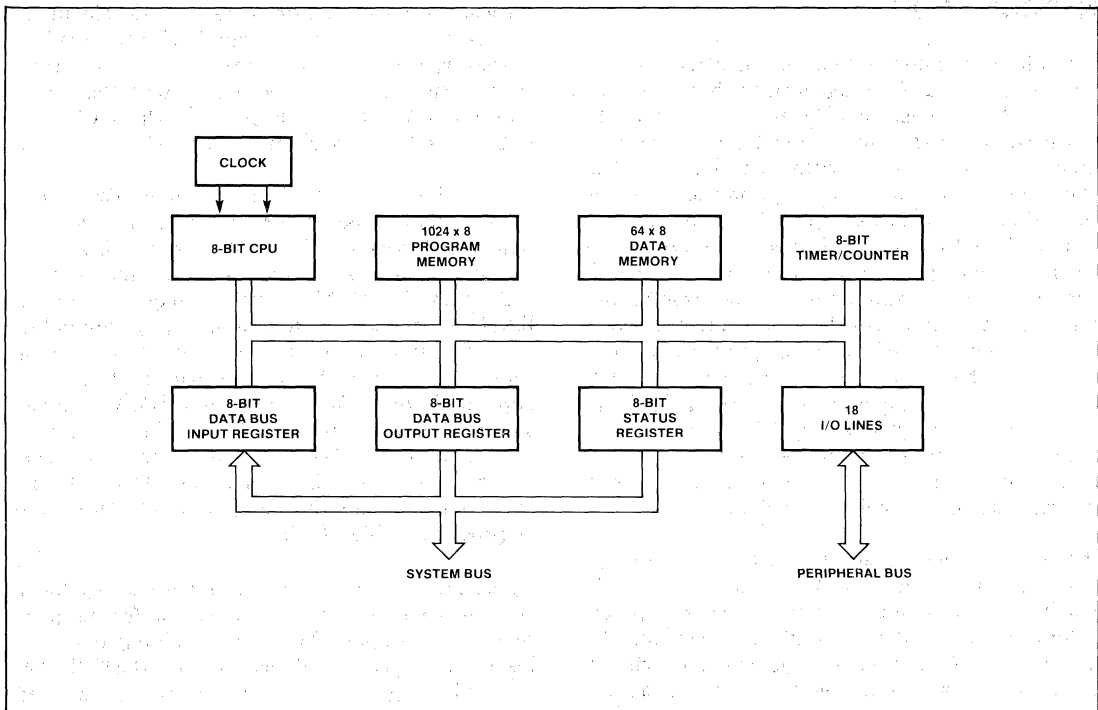 CLOCK
8-BIT CPU
1024 x 8
PROGRAM
MEMORY
64 x 8
DATA
MEMORY
8-BIT
TIMER/COUNTER
8-BIT
DATA BUS
INPUT REGISTER
8-BIT
DATA BUS
OUTPUT REGISTER
8-BIT
STATUS
REGISTER
18
I/O LINES
SYSTEM BUS
PERIPHERAL BUS